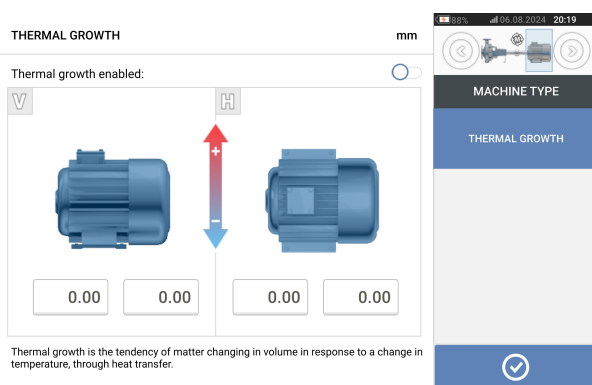 88% 06.08.2024 20:19
THERMAL GROWTH mm
Thermal growth enabled:
V H
+
−
0.00 0.00 0.00 0.00
Thermal growth is the tendency of matter changing in volume in response to a change in
temperature, through heat transfer.
MACHINE TYPE
THERMAL GROWTH